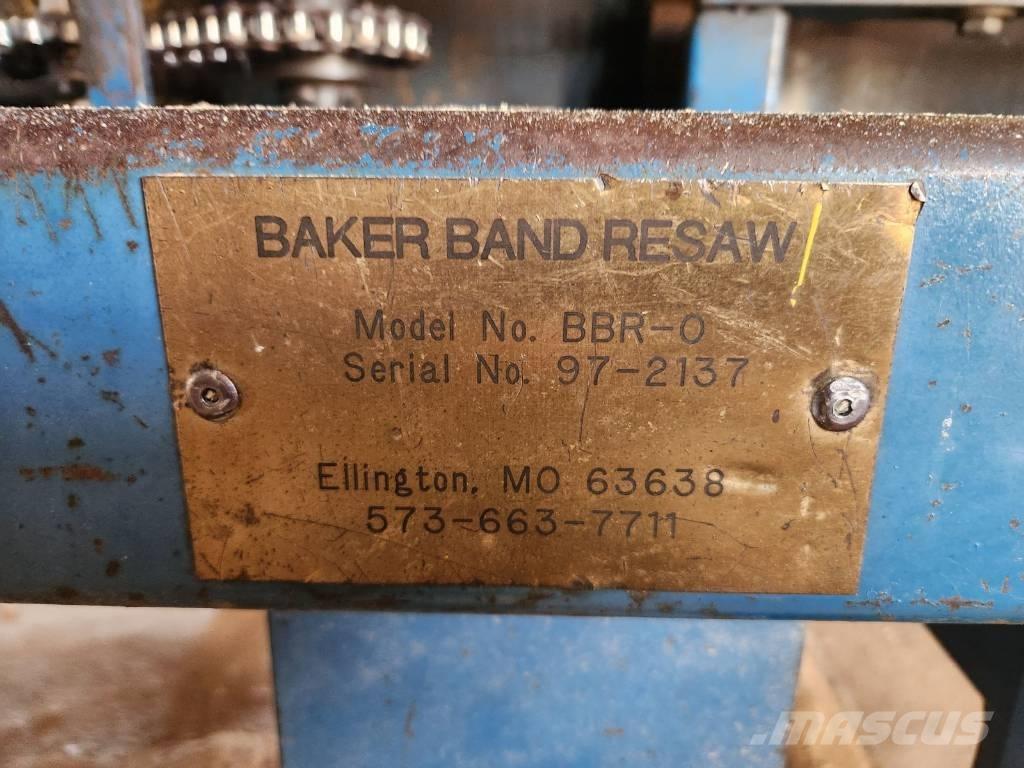 BAKER BAND RESAW
Model No. BBR-0
Serial No. 97-2137
Ellington, MO 63638
573-663-7711
MASCUS